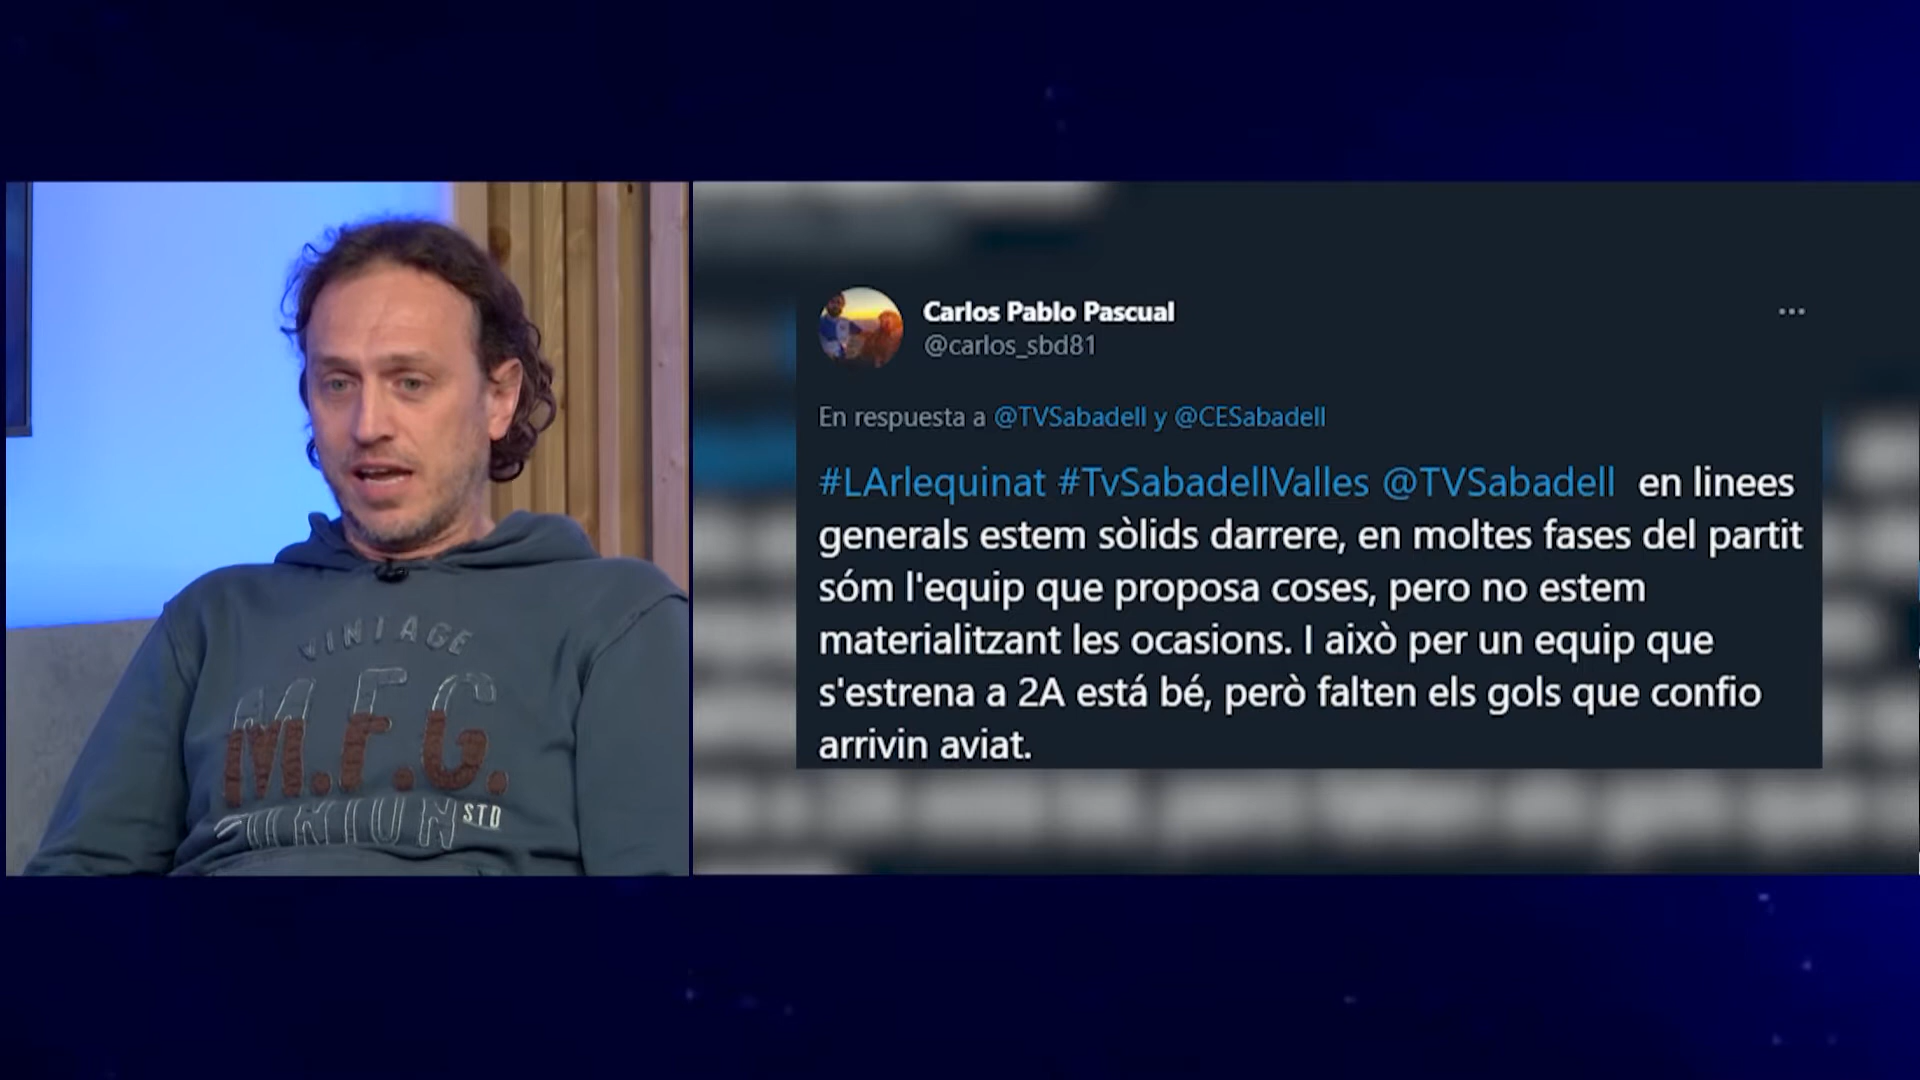 VINTAGE
M.F.G.
UNION STD
Carlos Pablo Pascual
@carlos_sbd81
...
En respuesta a @TVSabadell y @CESabadell
#LArlequinat #TvSabadellValles @TVSabadell en linees
generals estem sòlids darrere, en moltes fases del partit
sóm l'equip que proposa coses, pero no estem
materialitzant les ocasions. I això per un equip que
s'estrena a 2A está bé, però falten els gols que confio
arrivin aviat.